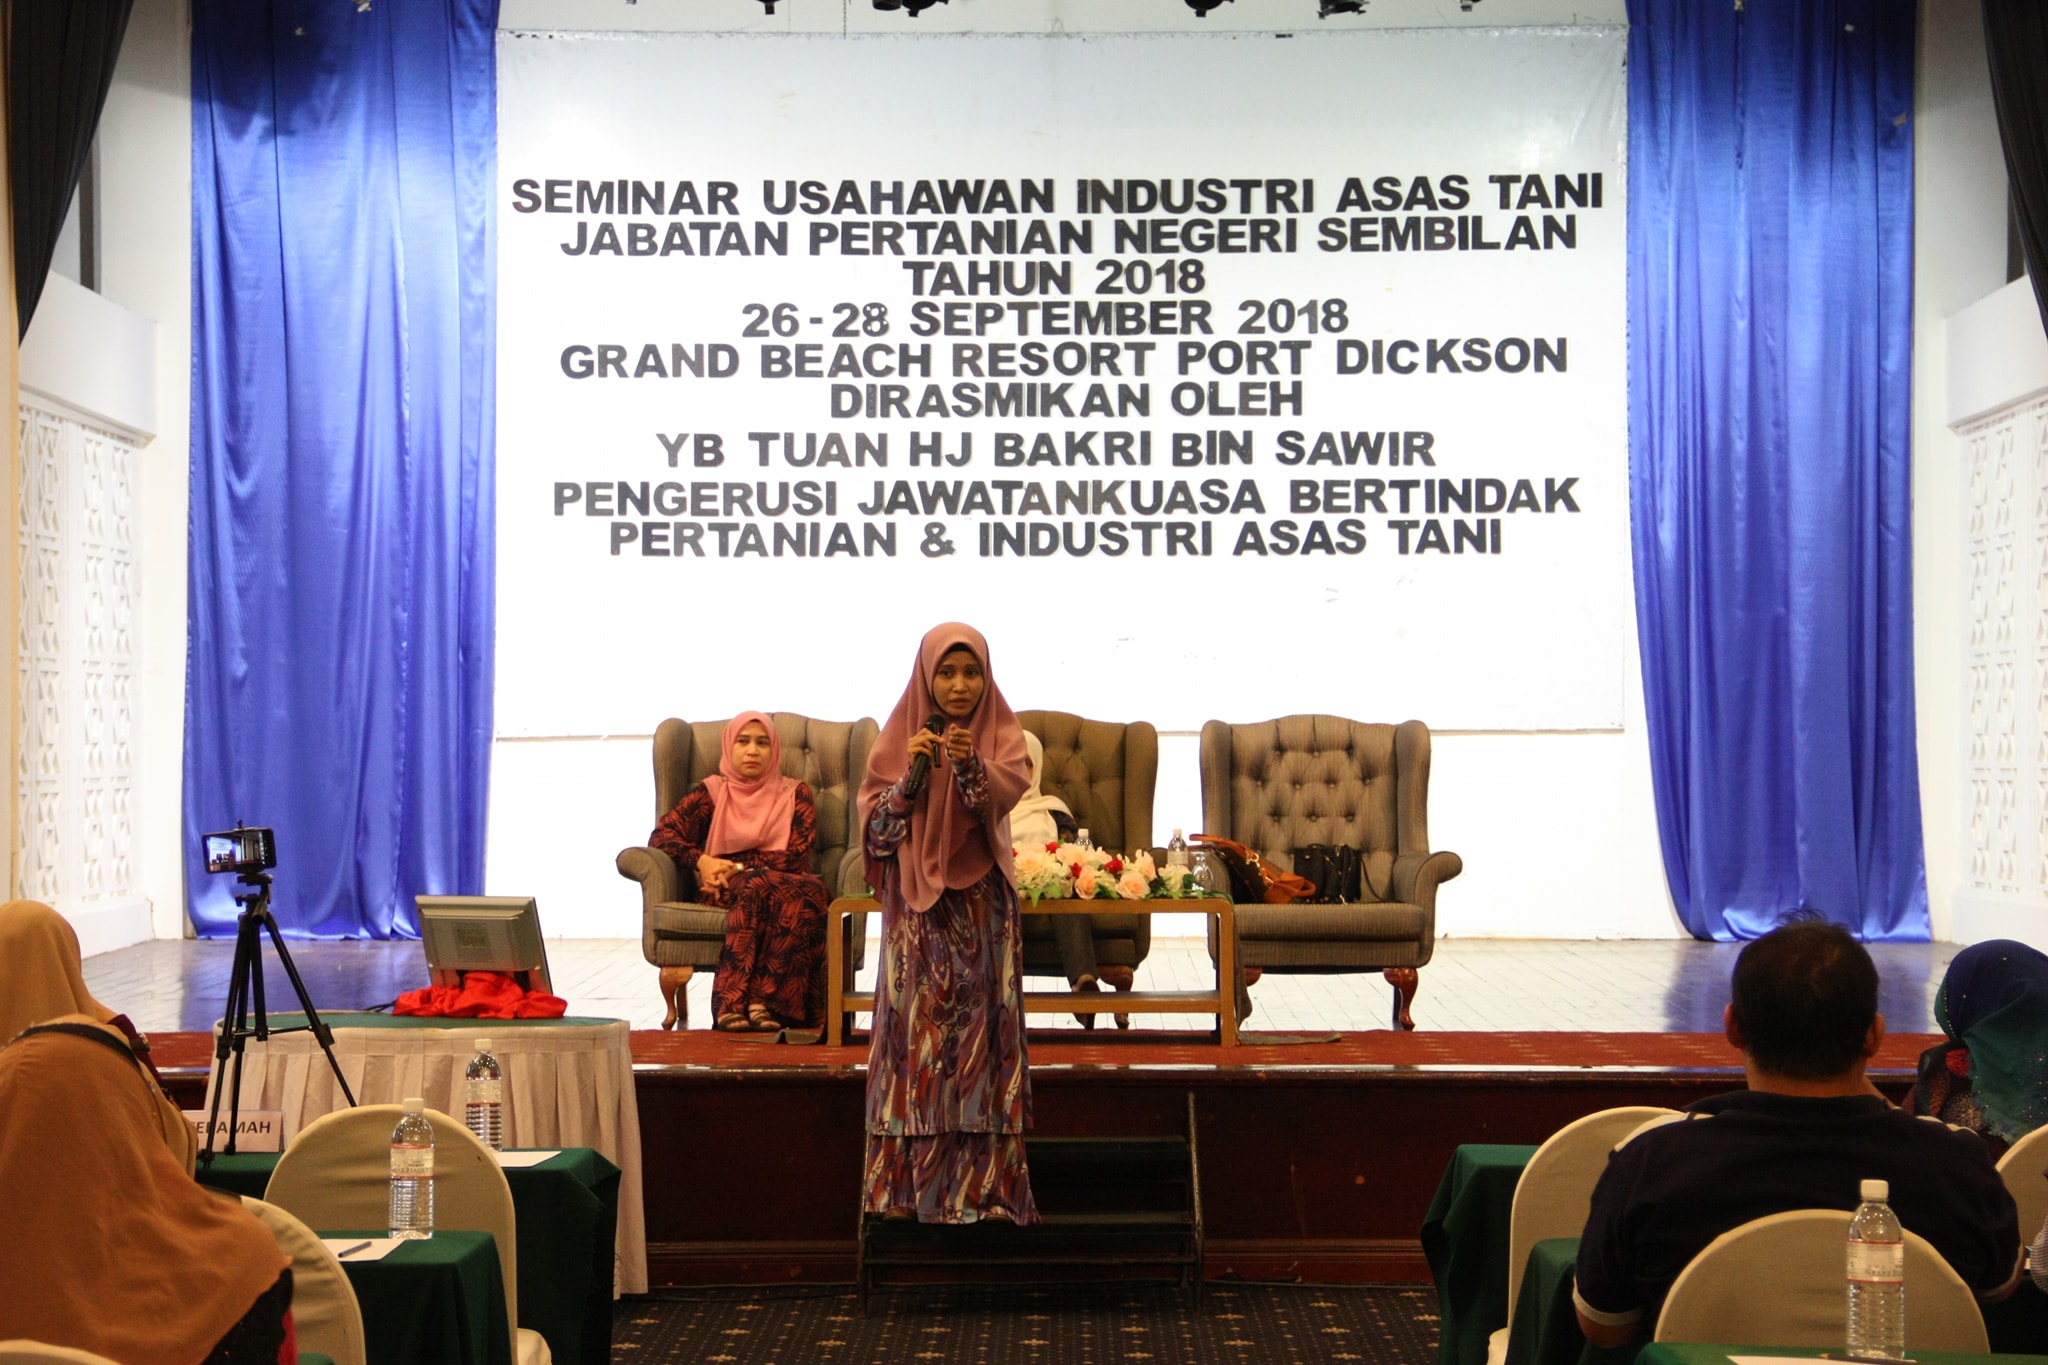 SEMINAR USAHAWAN INDUSTRI ASAS TANI
JABATAN PERTANIAN NEGERI SEMBILAN
TAHUN 2018
26-28 SEPTEMBER 2018
GRAND BEACH RESORT PORT DICKSON
DIRASMIKAN OLEH
YB TUAN HJ BAKRI BIN SAWIR
PENGERUSI JAWATANKUASA BERTINDAK
PERTANIAN & INDUSTRI ASAS TANI